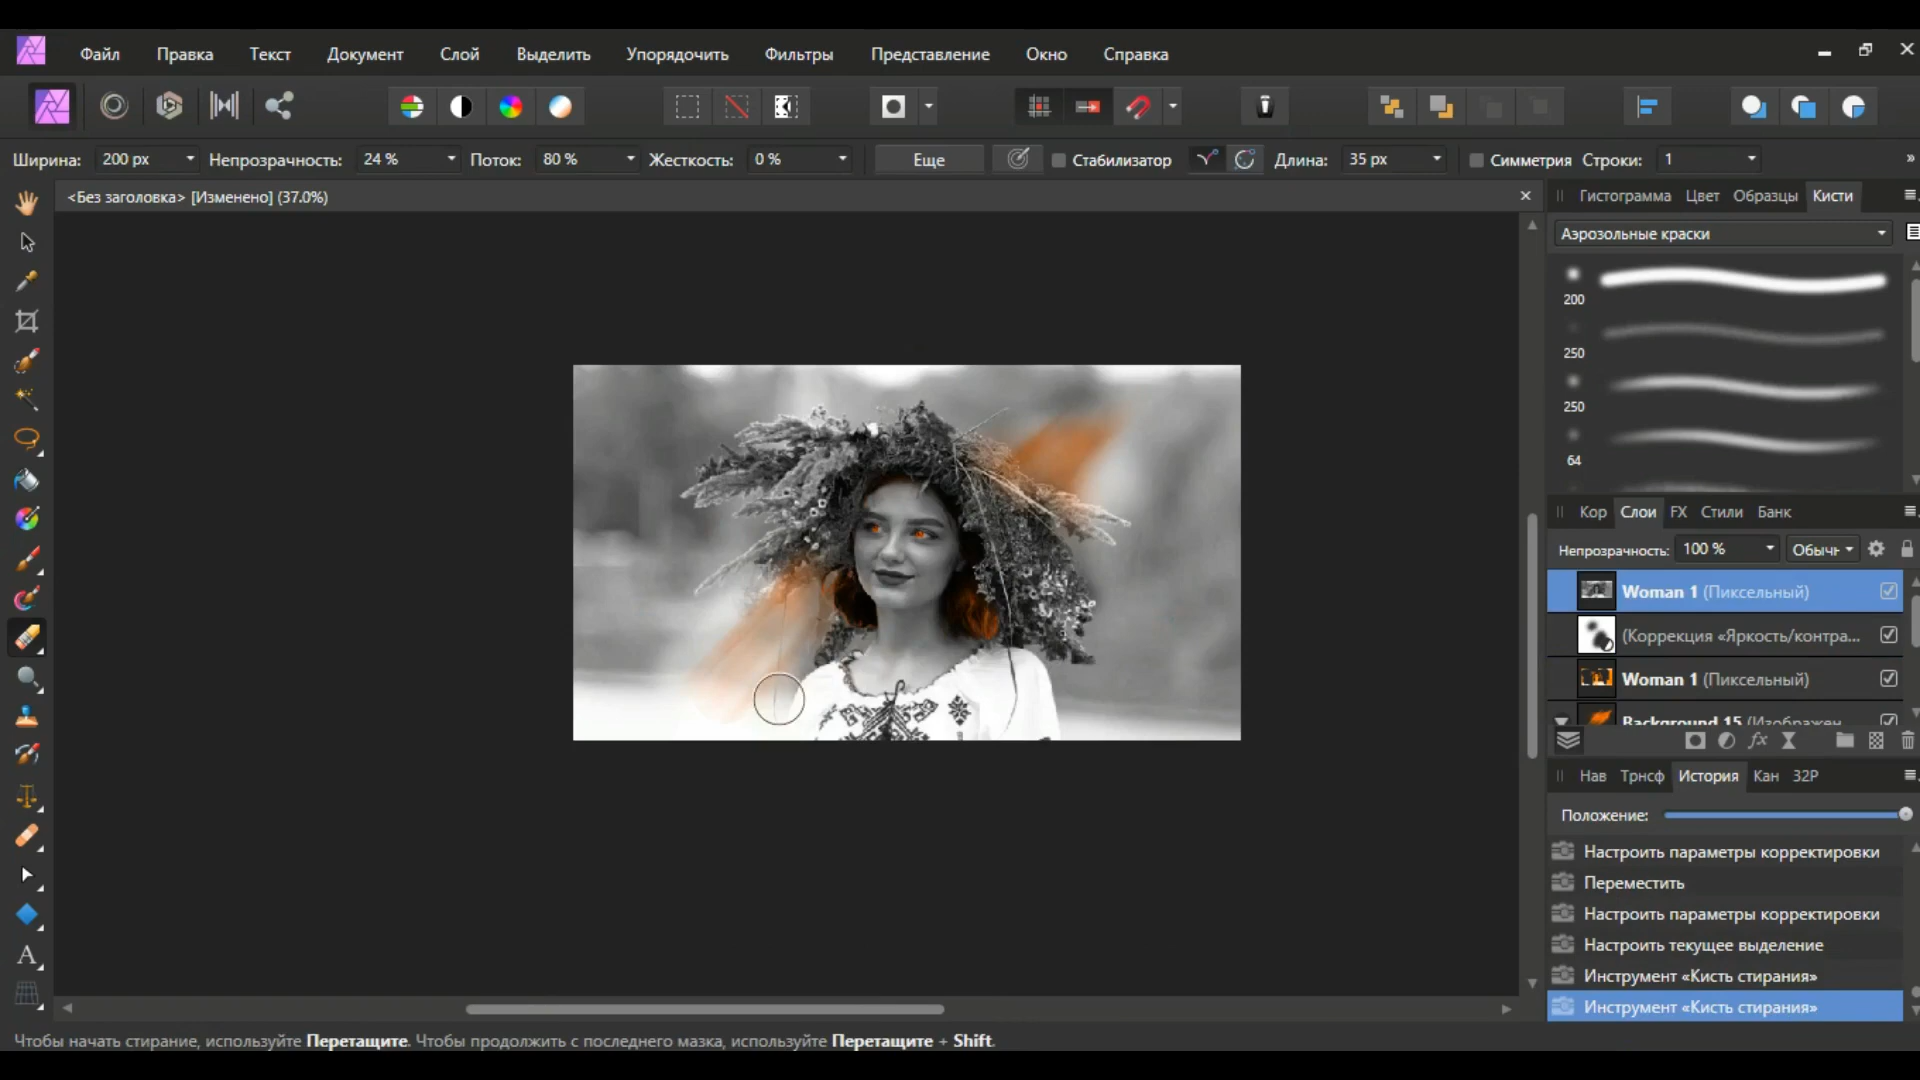 Файл Правка Текст Документ Слой Выделить Упорядочить Фильтры Представление Окно Справка
Ширина: 200 px Непрозрачность: 24 % Поток: 80 % Жесткость: 0 % Еще Стабилизатор Длина: 35 px Симметрия Строки: 1 »
<Без заголовка> [Изменено] (37.0%)
Гистограмма Цвет Образцы Кисти
Аэрозольные краски
200
250
250
64
Кор Слои FX Стили Банк
Непрозрачность: 100 % Обычн
Woman 1 (Пиксельный)
(Коррекция «Яркость/контра...
Woman 1 (Пиксельный)
Background 15 (Изображен
Нав Трнсф История Кан 32P
Положение:
Настроить параметры корректировки
Переместить
Настроить параметры корректировки
Настроить текущее выделение
Инструмент «Кисть стирания»
Инструмент «Кисть стирания»
Чтобы начать стирание, используйте Перетащите. Чтобы продолжить с последнего мазка, используйте Перетащите + Shift.